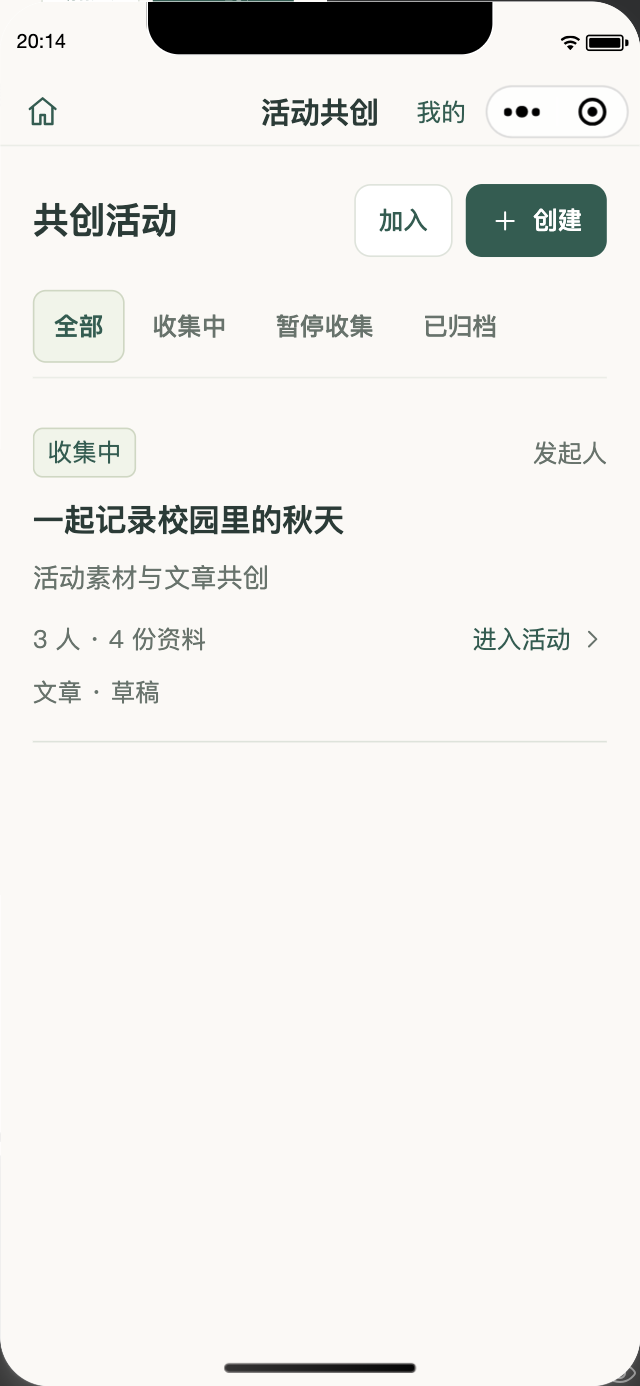 20:14
活动共创 我的
共创活动 加入 + 创建
全部 收集中 暂停收集 已归档
收集中 发起人
一起记录校园里的秋天
活动素材与文章共创
3 人 · 4 份资料 进入活动 >
文章 · 草稿